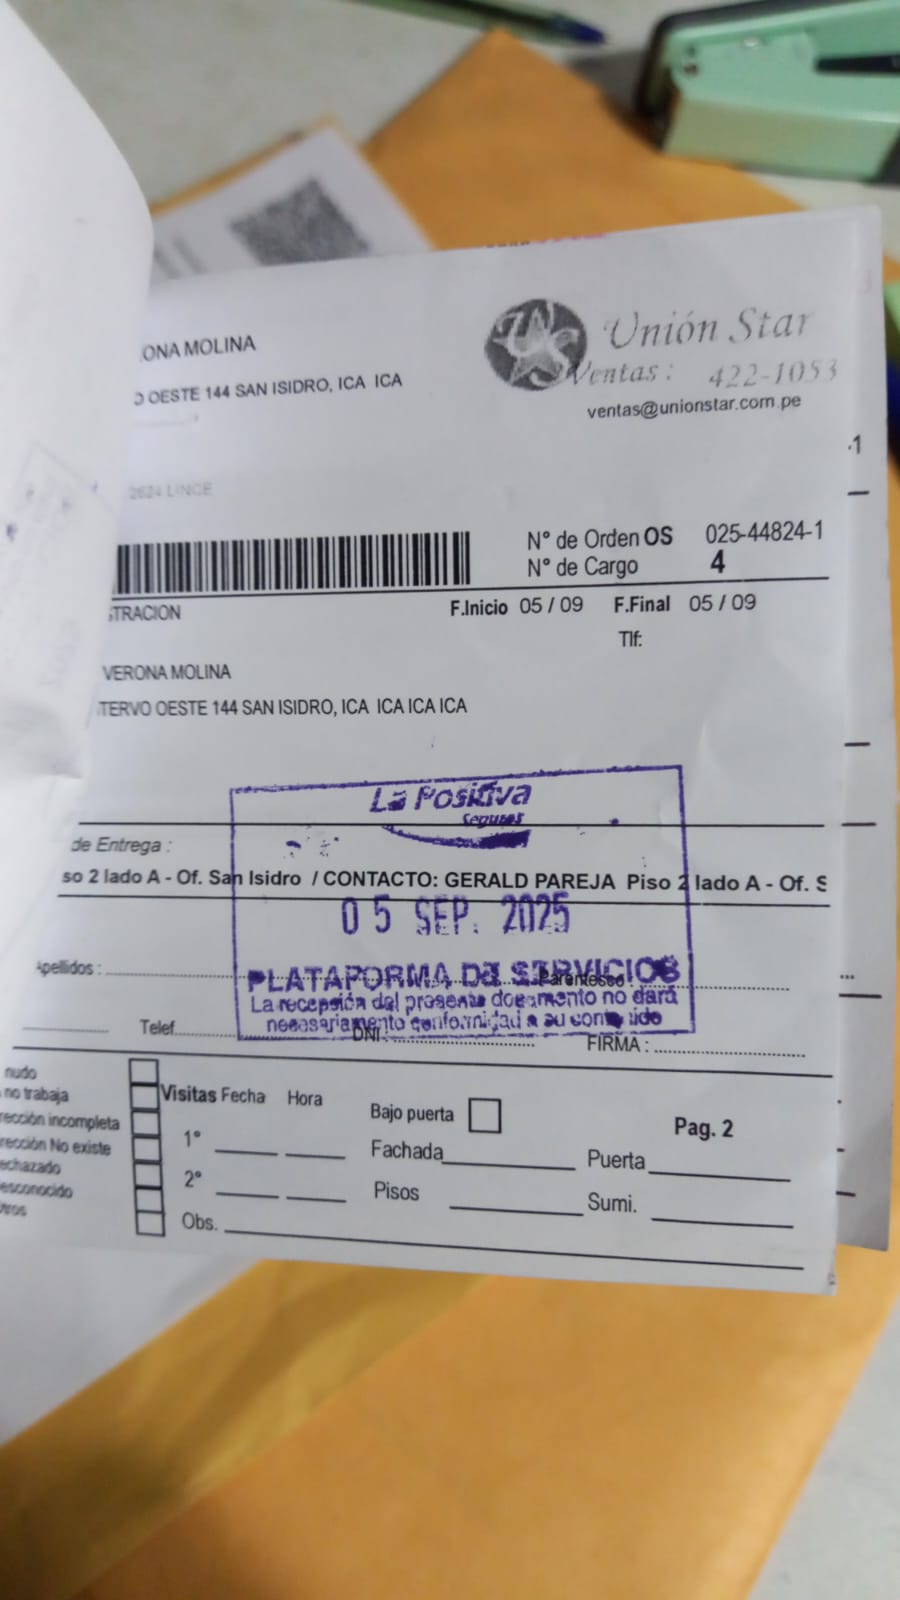 ONA MOLINA
O OESTE 144 SAN ISIDRO, ICA ICA
Unión Star
Ventas: 422-1053
ventas@unionstar.com.pe
2624 LINCE
N° de Orden OS 025-44824-1
N° de Cargo 4
STRACION
F.Inicio 05 / 09 F.Final 05 / 09
Tlf:
VERONA MOLINA
TERVO OESTE 144 SAN ISIDRO, ICA ICA ICA ICA
La Positiva
Seguros
de Entrega :
so 2 lado A - Of. San Isidro / CONTACTO: GERALD PAREJA Piso 2 lado A - Of. S
05 SEP. 2025
Apellidos : Parentesco
PLATAFORMA DE SERVICIOS
La recepción del presente documento no dará
necesariamente conformidad a su contenido
Telef. DNI. FIRMA :
nudo
no trabaja
rección incompleta
rección No existe
echazado
esconocido
tros
Visitas Fecha Hora
1°
2°
Obs.
Bajo puerta
Fachada
Pisos
Pag. 2
Puerta
Sumi.
-1